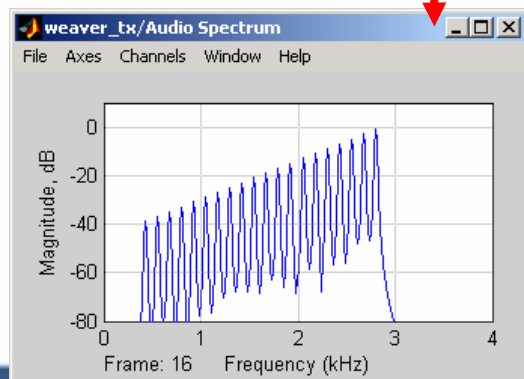 weaver_tx/Audio Spectrum
File Axes Channels Window Help
0
-20
-40
-60
-80
Magnitude, dB
0 1 2 3 4
Frame: 16 Frequency (kHz)